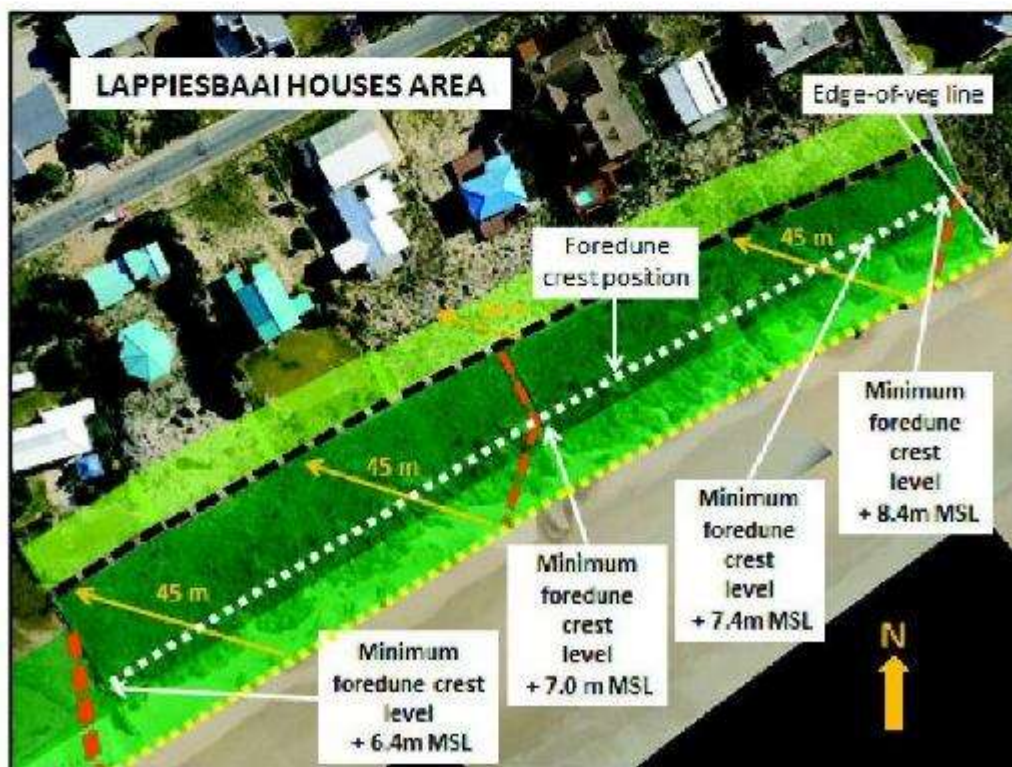 LAPPIESBAAI HOUSES AREA
Edge-of-veg line
Foredune
crest position
45 m
45 m
45 m
Minimum
foredune
crest
level
+ 8.4m MSL
Minimum
foredune
crest
level
+ 7.4m MSL
Minimum
foredune
crest
level
+ 7.0 m MSL
Minimum
foredune crest
level
+ 6.4m MSL
N